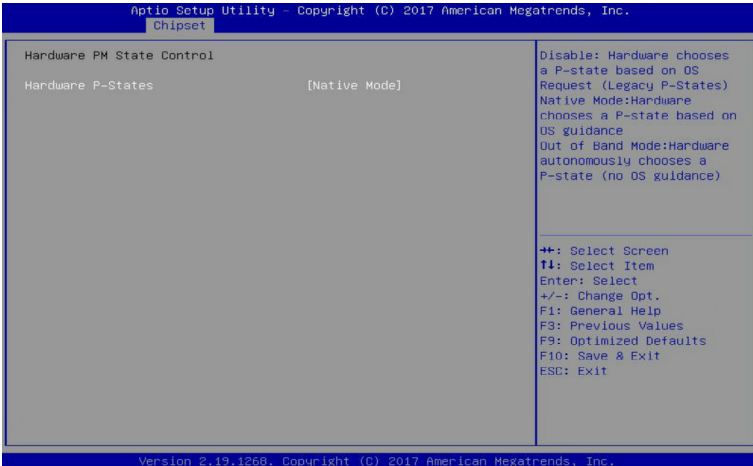 Aptio Setup Utility – Copyright (C) 2017 American Megatrends, Inc.
Chipset
Hardware PM State Control
Hardware P-States [Native Mode]
Disable: Hardware chooses
a P-state based on OS
Request (Legacy P-States)
Native Mode:Hardware
chooses a P-state based on
OS guidance
Out of Band Mode:Hardware
autonomously chooses a
P-state (no OS guidance)
→←: Select Screen
↑↓: Select Item
Enter: Select
+/-: Change Opt.
F1: General Help
F3: Previous Values
F9: Optimized Defaults
F10: Save & Exit
ESC: Exit
Version 2.19.1268. Copyright (C) 2017 American Megatrends, Inc.